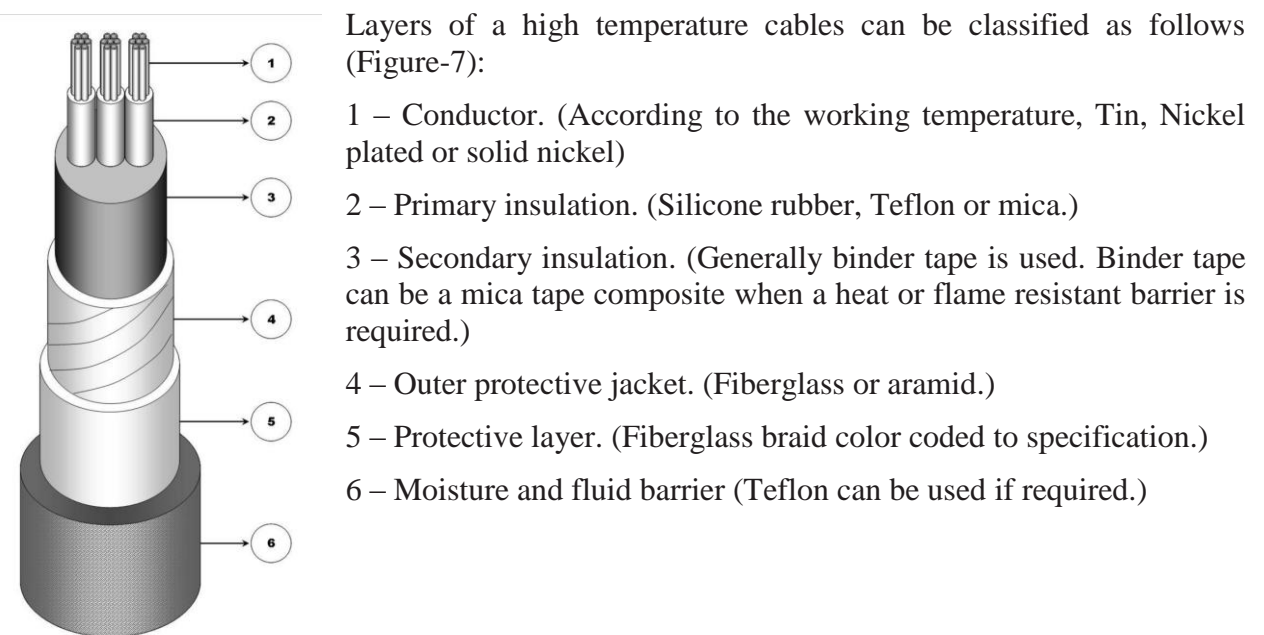 Layers of a high temperature cables can be classified as follows
(Figure-7):
1 – Conductor. (According to the working temperature, Tin, Nickel
plated or solid nickel)
2 – Primary insulation. (Silicone rubber, Teflon or mica.)
3 – Secondary insulation. (Generally binder tape is used. Binder tape
can be a mica tape composite when a heat or flame resistant barrier is
required.)
4 – Outer protective jacket. (Fiberglass or aramid.)
5 – Protective layer. (Fiberglass braid color coded to specification.)
6 – Moisture and fluid barrier (Teflon can be used if required.)
1
2
3
4
5
6